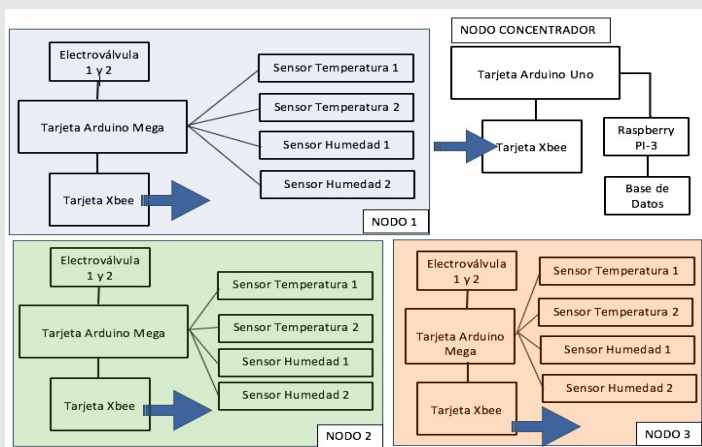 Electroválvula
1 y 2
Tarjeta Arduino Mega
Tarjeta Xbee
Sensor Temperatura 1
Sensor Temperatura 2
Sensor Humedad 1
Sensor Humedad 2
NODO 1
NODO CONCENTRADOR
Tarjeta Arduino Uno
Tarjeta Xbee
Raspberry
PI-3
Base de
Datos
Electroválvula
1 y 2
Tarjeta Arduino Mega
Tarjeta Xbee
Sensor Temperatura 1
Sensor Temperatura 2
Sensor Humedad 1
Sensor Humedad 2
NODO 2
Electroválvula
1 y 2
Tarjeta Arduino
Mega
Tarjeta Xbee
Sensor Temperatura 1
Sensor Temperatura 2
Sensor Humedad 1
Sensor Humedad 2
NODO 3